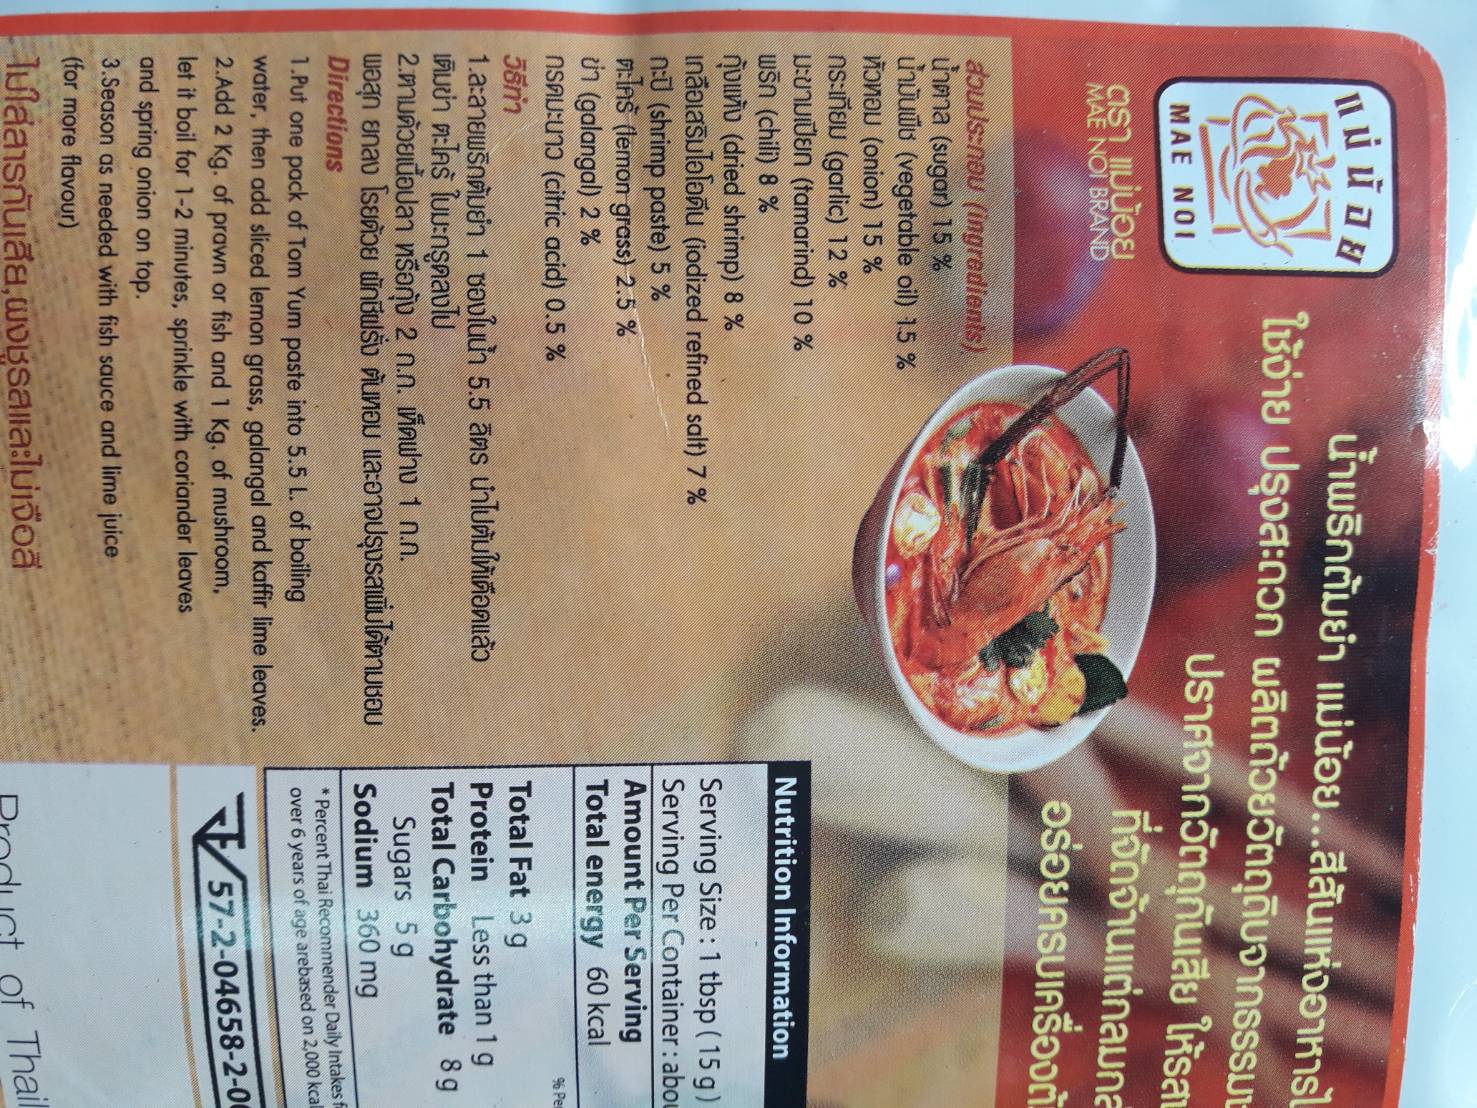 แม่น้อย
MAE NOI
ตรา แม่น้อย
MAE NOI BRAND
น้ำพริกต้มยำ แม่น้อย...สีสันแห่งอาหาร
ใช้ง่าย ปรุงสะดวก ผลิตด้วยวัตถุดิบจาก
ปราศจากวัตถุกันเสีย ให้
ที่จัดจ้านแต่กลมกล
อร่อยครบเครื่อง
ส่วนประกอบ (ingredients)
น้ำตาล (sugar) 15 %
น้ำมันพืช (vegetable oil) 15 %
หัวหอม (onion) 15 %
กระเทียม (garlic) 12 %
มะขามเปียก (tamarind) 10 %
พริก (chili) 8 %
กุ้งแห้ง (dried shrimp) 8 %
เกลือเสริมไอโอดีน (iodized refined salt) 7 %
กะปิ (shrimp paste) 5 %
ตะไคร้ (lemon grass) 2.5 %
ข่า (galangal) 2 %
กรดมะนาว (citric acid) 0.5 %
วิธีทำ
1.ละลายพริกต้มยำ 1 ซองในน้ำ 5.5 ลิตร นำไปต้มให้เดือดแล้ว
เติมข่า ตะไคร้ ใบมะกรูดลงไป
2.ตามด้วยเนื้อปลา หรือกุ้ง 2 ก.ก. เห็ดฟาง 1 ก.ก.
พอสุก ยกลง โรยด้วย ผักชีฝรั่ง ต้นหอม และอาจปรุงรสเพิ่มได้ตามชอบ
Directions
1.Put one pack of Tom Yum paste into 5.5 L. of boiling
water, then add sliced lemon grass, galangal and kaffir lime leaves.
2.Add 2 Kg. of prawn or fish and 1 Kg. of mushroom,
let it boil for 1-2 minutes, sprinkle with coriander leaves
and spring onion on top.
3.Season as needed with fish sauce and lime juice
(for more flavour)
ไม่ใส่สารกันเสีย,ผงชูรสและไม่เจือสี
Nutrition Information
Serving Size : 1 tbsp ( 15 g )
Serving Per Container : abou
Amount Per Serving
Total energy 60 kcal
% Pe
Total Fat 3 g
Protein Less than 1 g
Total Carbohydrate 8 g
Sugars 5 g
Sodium 360 mg
*Percent Thai Recommender Daily Intakes f
over 6 years of age arebased on 2,000 kcal
57-2-04658-2-0
Product of Thail